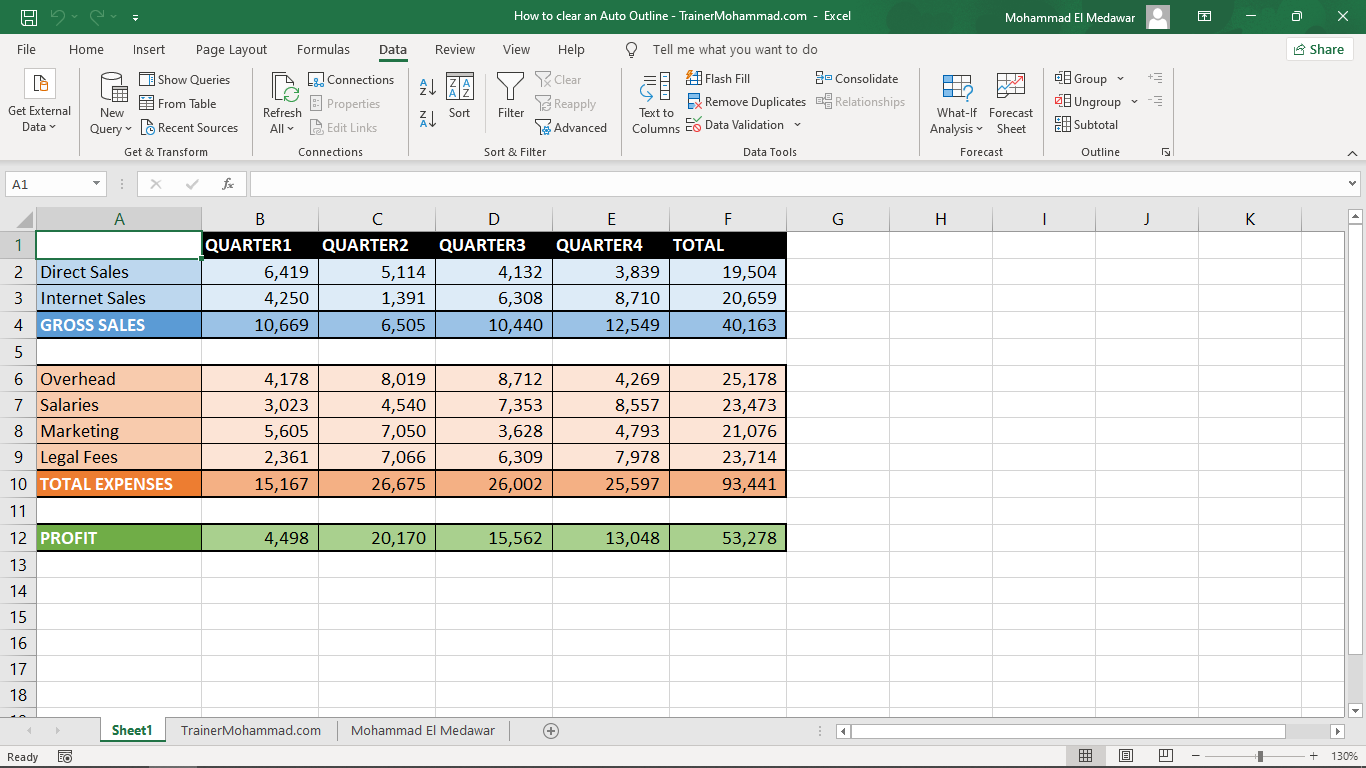 How to clear an Auto Outline - TrainerMohammad.com - Excel
Mohammad El Medawar
File Home Insert Page Layout Formulas Data Review View Help Tell me what you want to do Share
Get External Data
New Query
Show Queries
From Table
Recent Sources
Get & Transform
Refresh All
Connections
Properties
Edit Links
Connections
Sort
Filter
Clear
Reapply
Advanced
Sort & Filter
Text to Columns
Flash Fill
Remove Duplicates
Data Validation
Consolidate
Relationships
Data Tools
What-If Analysis
Forecast Sheet
Forecast
Group
Ungroup
Subtotal
Outline
A1 fx
A B C D E F G H I J K
1 QUARTER1 QUARTER2 QUARTER3 QUARTER4 TOTAL
2 Direct Sales 6,419 5,114 4,132 3,839 19,504
3 Internet Sales 4,250 1,391 6,308 8,710 20,659
4 GROSS SALES 10,669 6,505 10,440 12,549 40,163
5
6 Overhead 4,178 8,019 8,712 4,269 25,178
7 Salaries 3,023 4,540 7,353 8,557 23,473
8 Marketing 5,605 7,050 3,628 4,793 21,076
9 Legal Fees 2,361 7,066 6,309 7,978 23,714
10 TOTAL EXPENSES 15,167 26,675 26,002 25,597 93,441
11
12 PROFIT 4,498 20,170 15,562 13,048 53,278
13
14
15
16
17
18
Sheet1 TrainerMohammad.com Mohammad El Medawar
Ready 130%